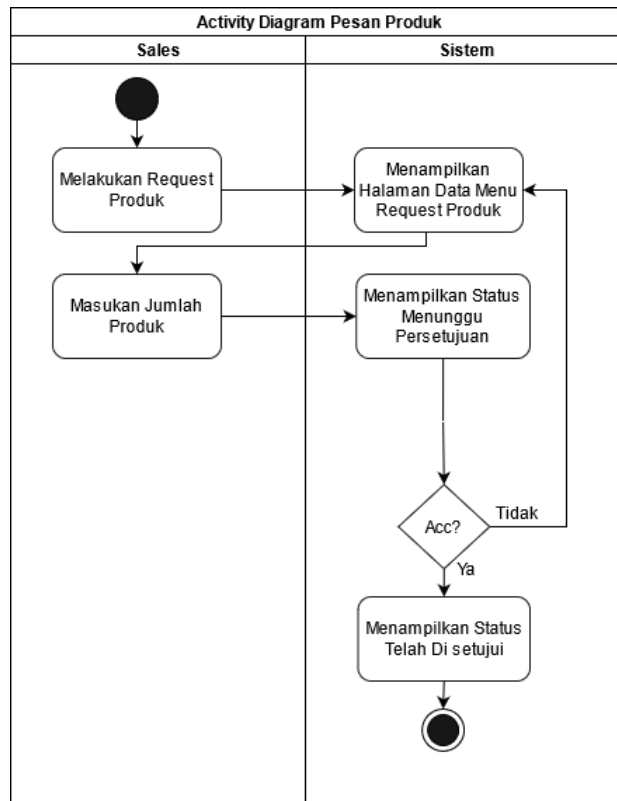 Activity Diagram Pesan Produk
Sales
Sistem
Melakukan Request
Produk
Menampilkan
Halaman Data Menu
Request Produk
Masukan Jumlah
Produk
Menampilkan Status
Menunggu
Persetujuan
Acc?
Tidak
Ya
Menampilkan Status
Telah Di setujui